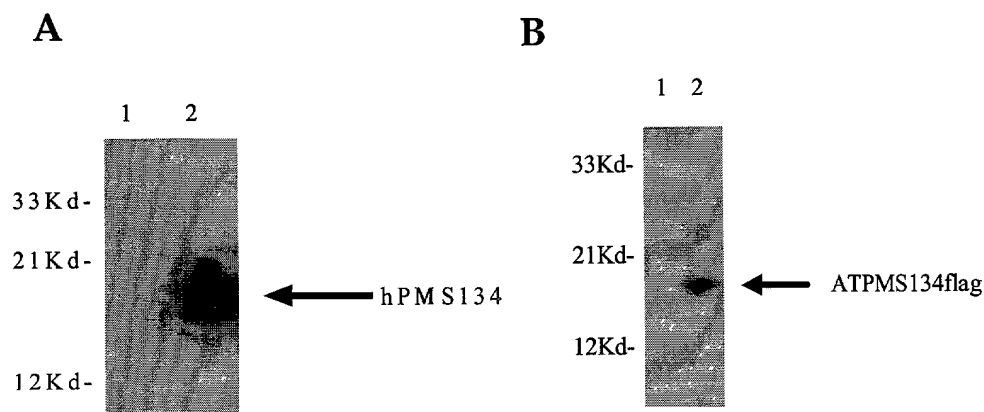 A
1 2
33Kd-
21Kd-
hPMS134
12Kd-
B
1 2
33Kd-
21Kd-
ATPMS134flag
12Kd-